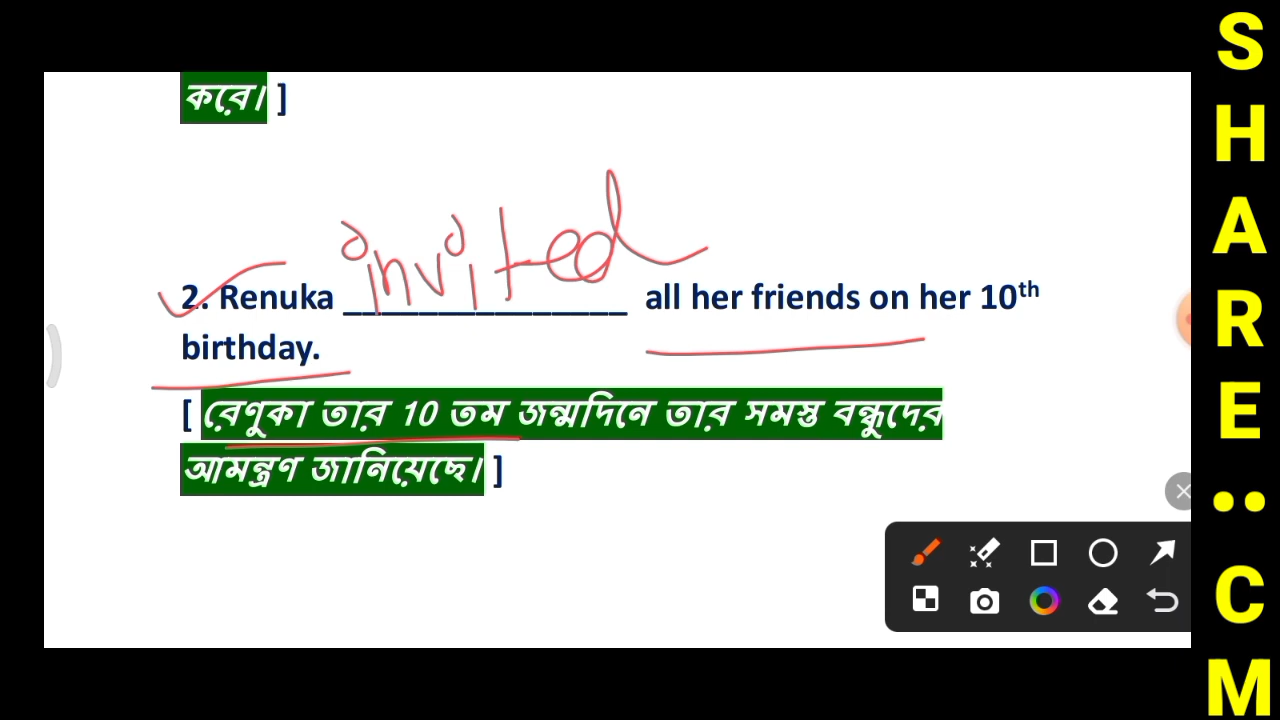 করে। ]
invited
2. Renuka _______________ all her friends on her 10th
birthday.
[ রেণুকা তার 10 তম জন্মদিনে তার সমস্ত বন্ধুদের
আমন্ত্রণ জানিয়েছে। ]
S
H
A
R
E
••
C
M